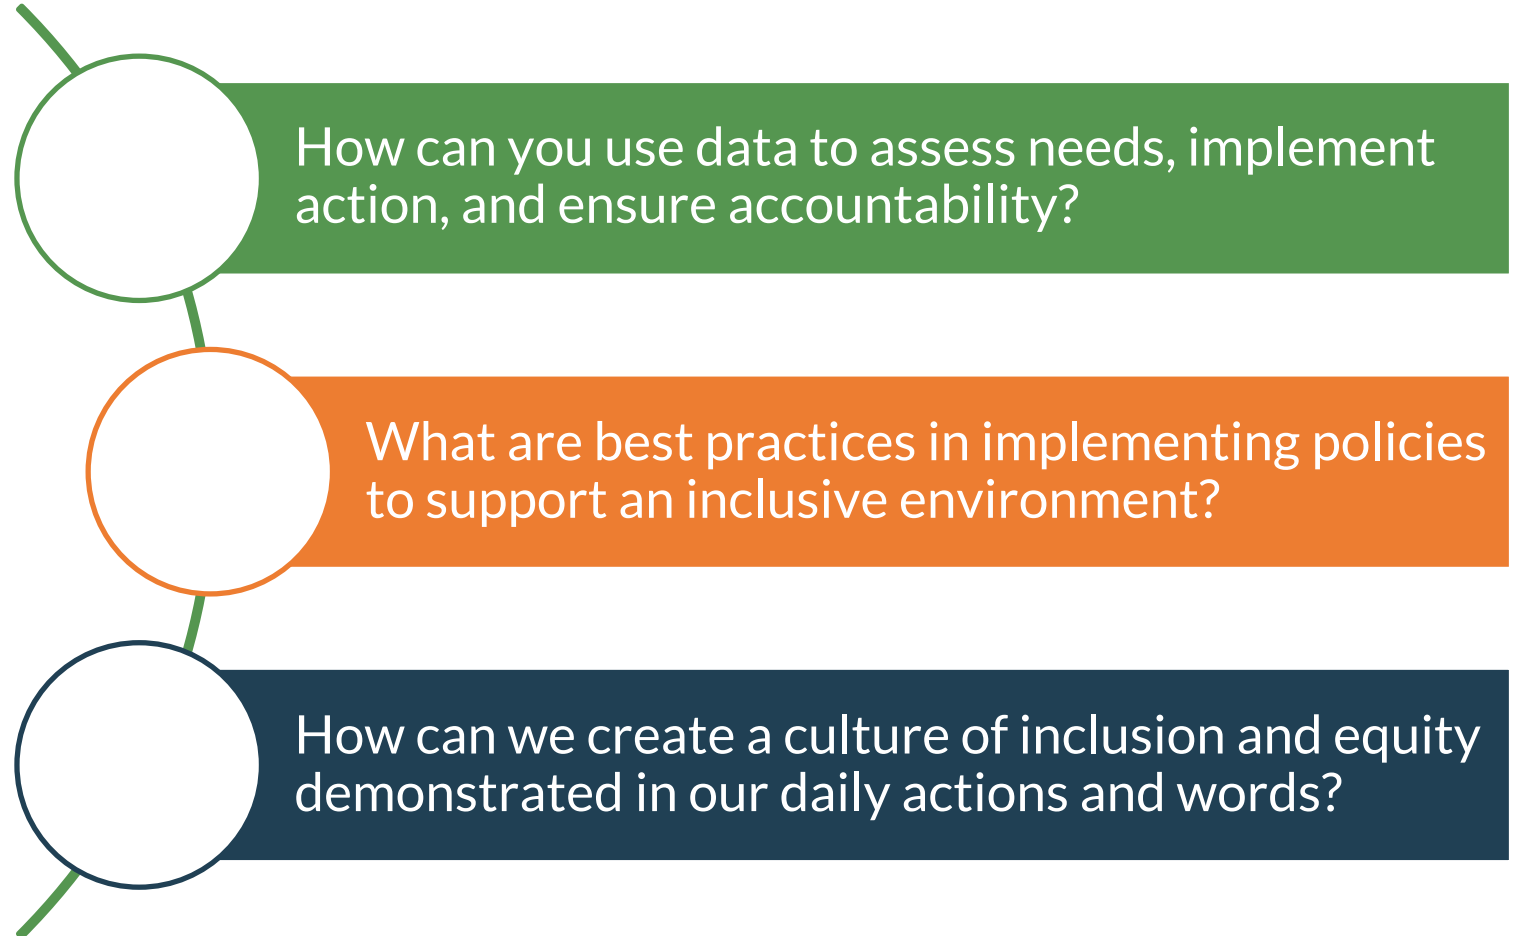 How can you use data to assess needs, implement
action, and ensure accountability?
What are best practices in implementing policies
to support an inclusive environment?
How can we create a culture of inclusion and equity
demonstrated in our daily actions and words?